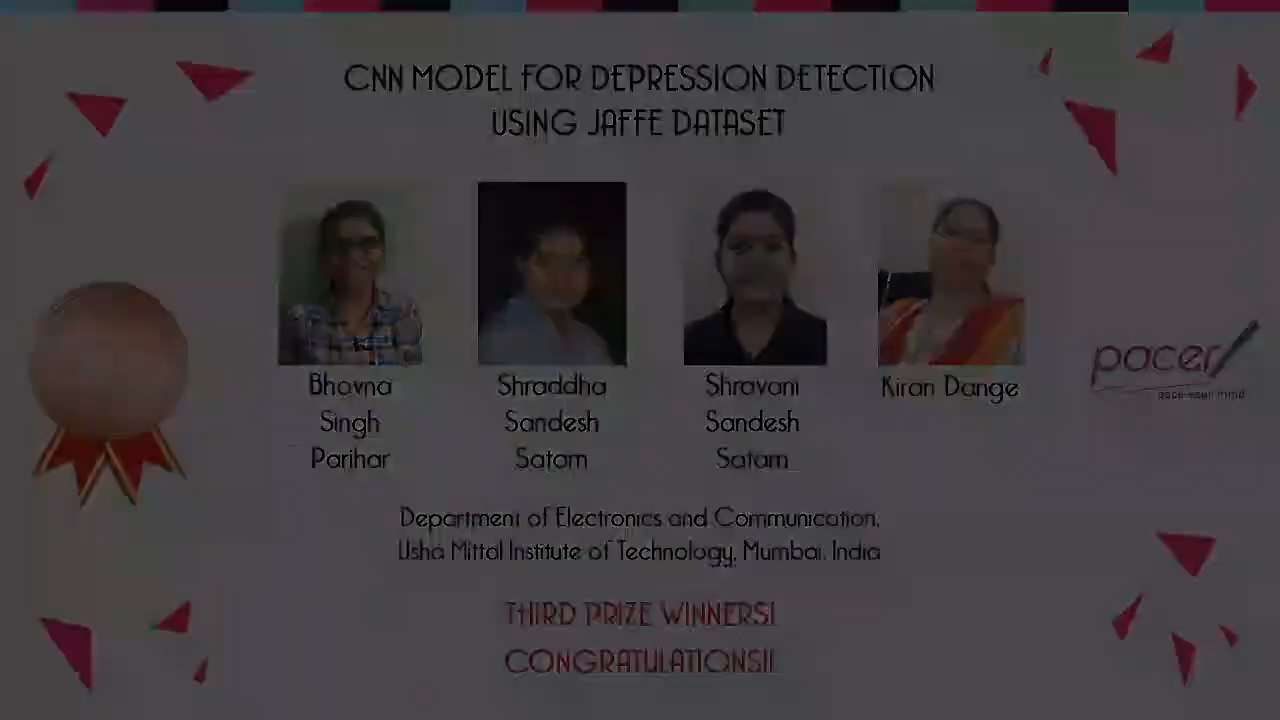 CNN MODEL FOR DEPRESSION DETECTION
USING JAFFE DATASET
Bhavna
Singh
Parihar
Shraddha
Sandesh
Satam
Shravani
Sandesh
Satam
Kiran Dange
pacer
Department of Electronics and Communication,
Usha Mittal Institute of Technology, Mumbai, India
THIRD PRIZE WINNERS!
CONGRATULATIONS!!